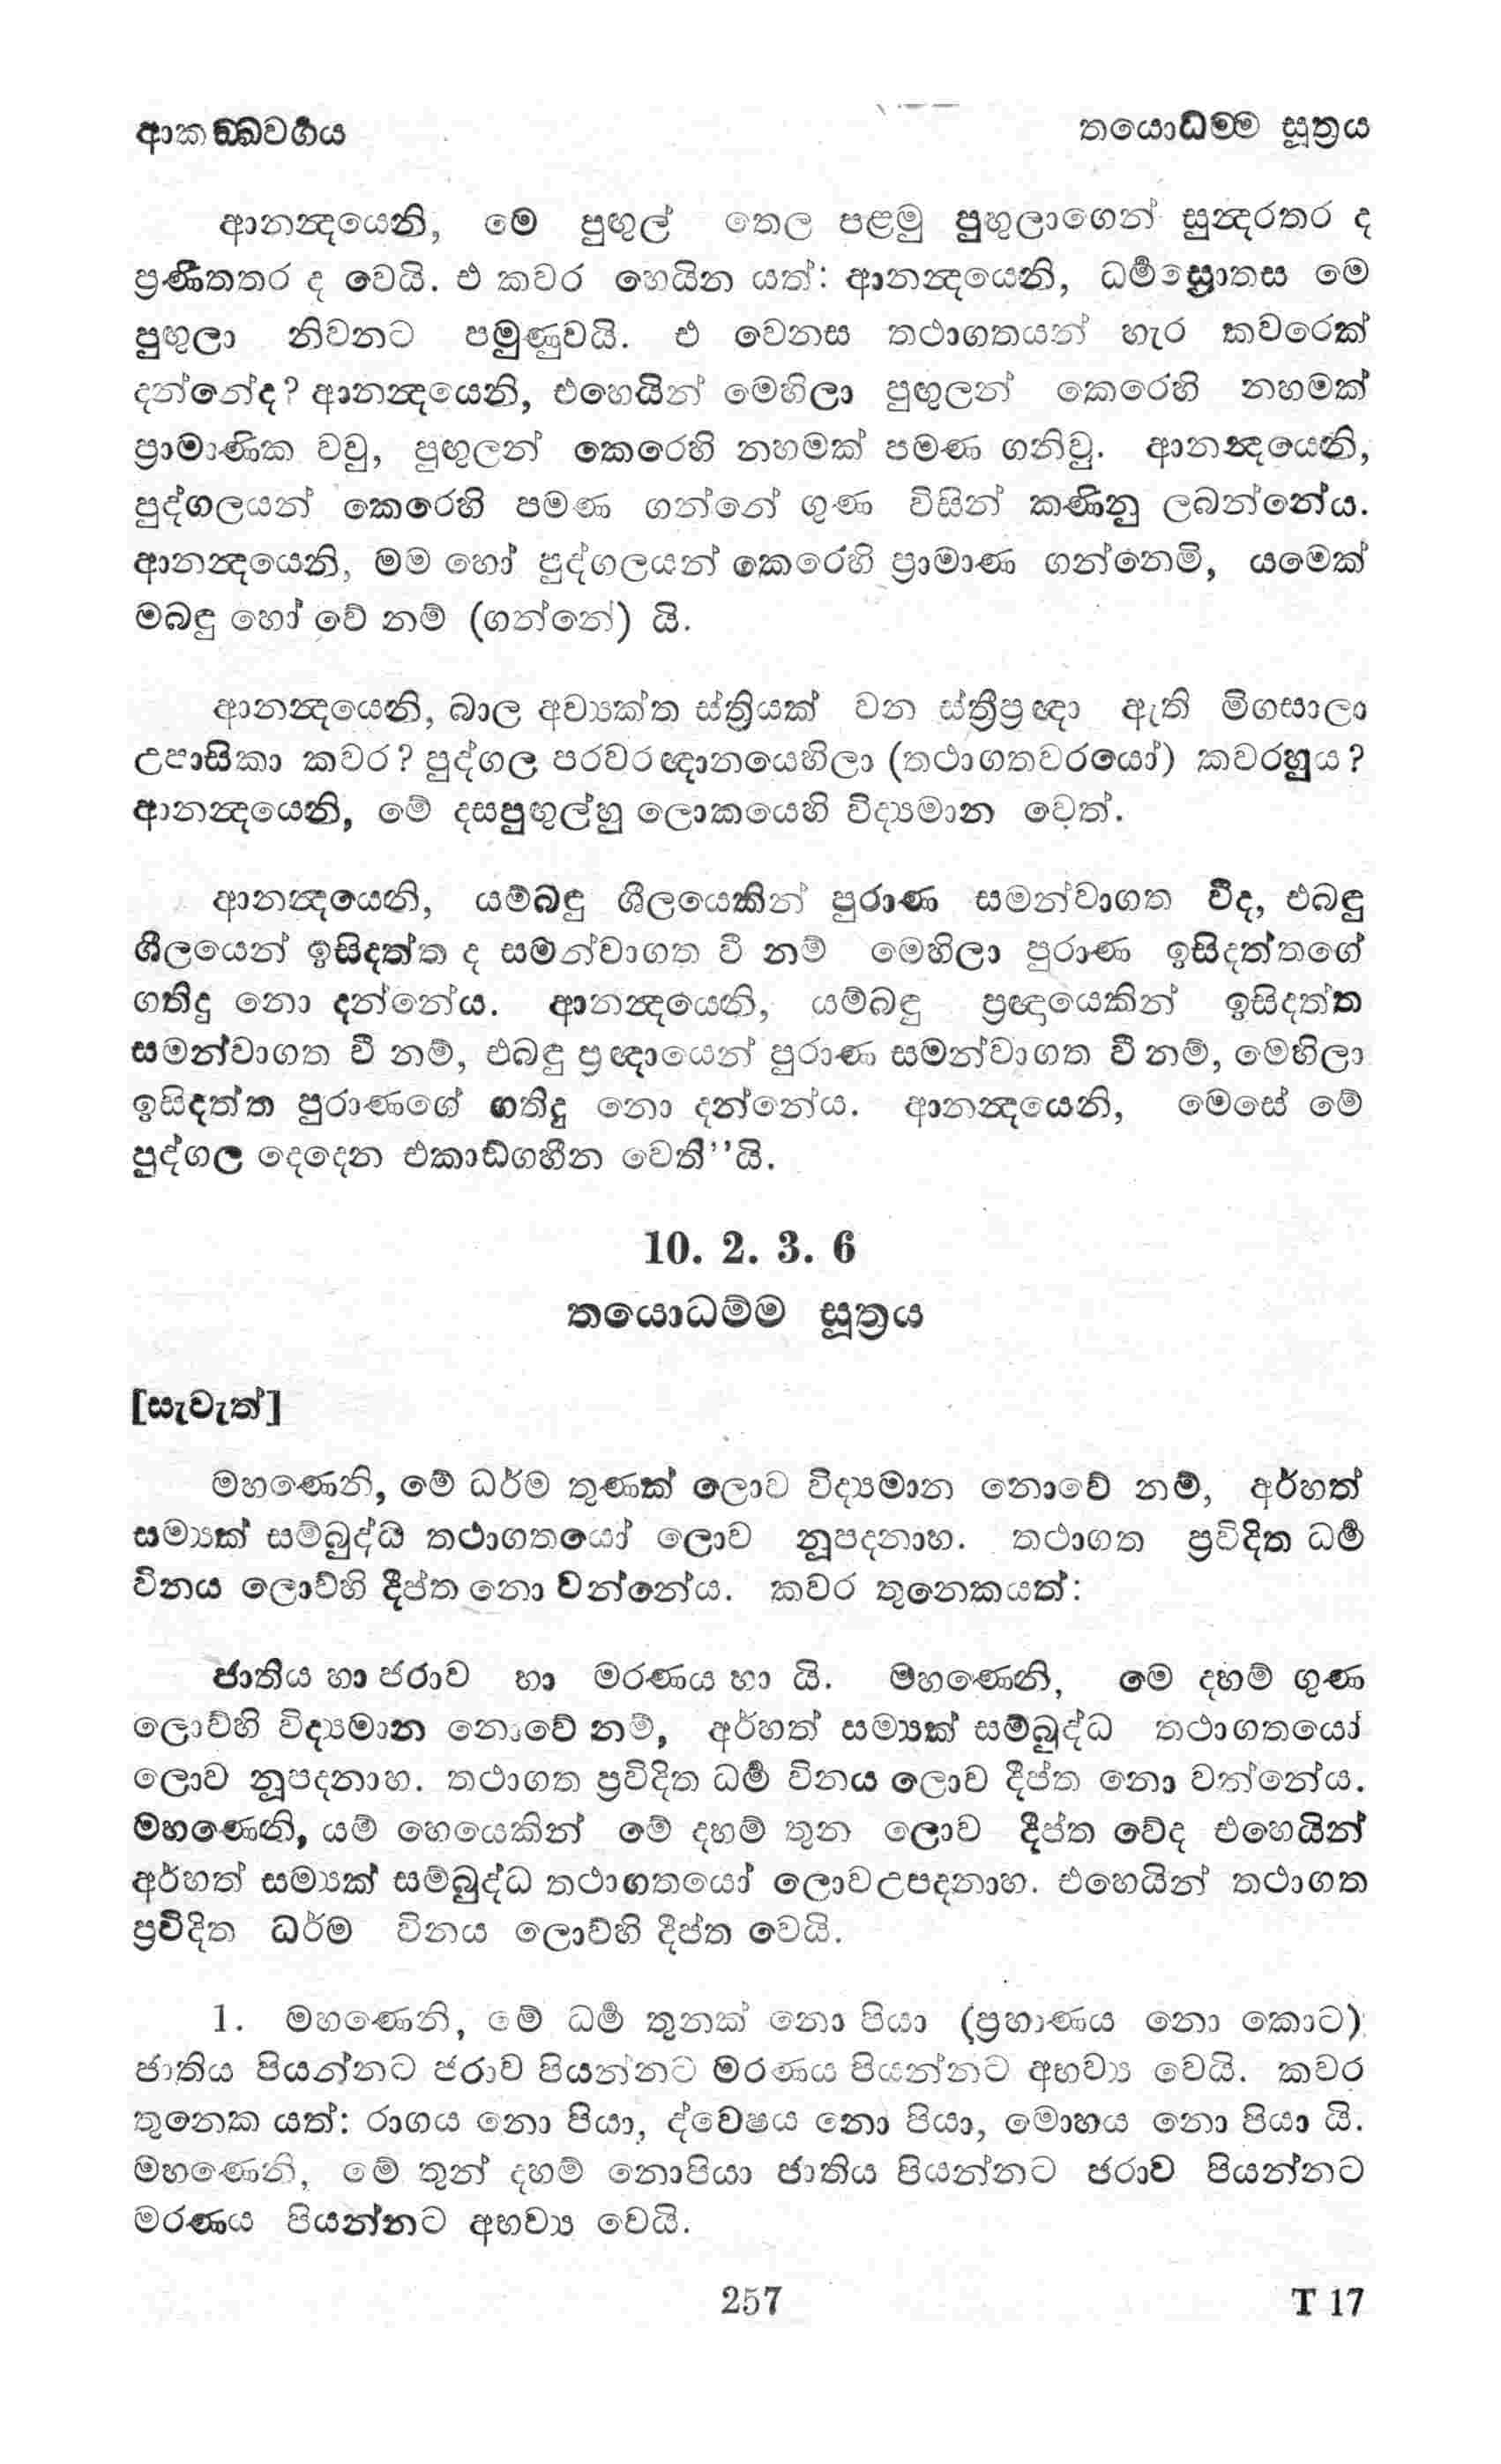 ආකඞ්ඛවර්‍ගය
තයොධම්ම සූත්‍රය
ආනන්‍දයෙනි, මෙ පුඟුල් තෙල පළමු පුඟුලාගෙන් සුන්‍දරතර ද
ප්‍රණීතතර ද වෙයි. එ කවර හෙයින යත්: ආනන්‍දයෙනි, ධර්‍මස්‍රොතස මෙ
පුඟුලා නිවනට පමුණුවයි. එ වෙනස තථාගතයන් හැර කවරෙක්
දන්නේද? ආනන්‍දයෙනි, එහෙයින් මෙහිලා පුඟුලන් කෙරෙහි නහමක්
ප්‍රාමාණික වවු, පුඟුලන් කෙරෙහි නහමක් පමණ ගනිවු. ආනන්‍දයෙනි,
පුද්ගලයන් කෙරෙහි පමණ ගන්නේ ගුණ විසින් කණිනු ලබන්නේය.
ආනන්‍දයෙනි, මම හෝ පුද්ගලයන් කෙරෙහි ප්‍රාමාණ ගන්නෙමි, යමෙක්
මබඳු හෝ වේ නම් (ගන්නේ) යි.
ආනන්‍දයෙනි, බාල අව්‍යක්ත ස්ත්‍රියක් වන ස්ත්‍රීප්‍රඥා ඇති මිගසාලා
උපාසිකා කවර? පුද්ගල පරවරඥානයෙහිලා (තථාගතවරයෝ) කවරහුය?
ආනන්‍දයෙනි, මේ දසපුඟුල්හු ලොකයෙහි විද්‍යමාන වෙත්.
ආනන්‍දයෙනි, යම්බඳු ශීලයෙකින් පුරාණ සමන්වාගත වීද, එබඳු
ශීලයෙන් ඉසිදත්ත ද සමන්වාගත වී නම් මෙහිලා පුරාණ ඉසිදත්තගේ
ගතිදු නො දන්නේය. ආනන්‍දයෙනි, යම්බඳු ප්‍රඥායෙකින් ඉසිදත්ත
සමන්වාගත වී නම්, එබඳු ප්‍රඥායෙන් පුරාණ සමන්වාගත වී නම්, මෙහිලා
ඉසිදත්ත පුරාණගේ ගතිදු නො දන්නේය. ආනන්‍දයෙනි, මෙසේ මේ
පුද්ගල දෙදෙන එකාඞ්ගහීන වෙති’’යි.
10. 2. 3. 6
තයොධම්ම සූත්‍රය
[සැවැත්]
මහණෙනි, මේ ධර්ම තුණක් ලොව විද්‍යමාන නොවේ නම්, අර්හත්
සම්‍යක් සම්බුද්ධ තථාගතයෝ ලොව නූපදනාහ. තථාගත ප්‍රවිදිත ධර්‍ම
විනය ලොව්හි දීප්ත නො වන්නේය. කවර තුනෙකයත්:
ජාතිය හා ජරාව හා මරණය හා යි. මහණෙනි, මෙ දහම් ගුණ
ලොව්හි විද්‍යමාන නොවේ නම්, අර්හත් සම්‍යක් සම්බුද්ධ තථාගතයෝ
ලොව නූපදනාහ. තථාගත ප්‍රවිදිත ධර්‍ම විනය ලොව දීප්ත නො වන්නේය.
මහණෙනි, යම් හෙයෙකින් මේ දහම් තුන ලොව දීප්ත වේද එහෙයින්
අර්හත් සම්‍යක් සම්බුද්ධ තථාගතයෝ ලොවඋපදනාහ. එහෙයින් තථාගත
ප්‍රවිදිත ධර්ම විනය ලොව්හි දීප්ත වෙයි.
1. මහණෙනි, මේ ධර්‍ම තුනක් නො පියා (ප්‍රහාණය නො කොට)
ජාතිය පියන්නට ජරාව පියන්නට මරණය පියන්නට අභව්‍ය වෙයි. කවර
තුනෙක යත්: රාගය නො පියා, ද්වෙෂය නො පියා, මොහය නො පියා යි.
මහණෙනි, මේ තුන් දහම් නොපියා ජාතිය පියන්නට ජරාව පියන්නට
මරණය පියන්නට අභව්‍ය වෙයි.
257
T 17